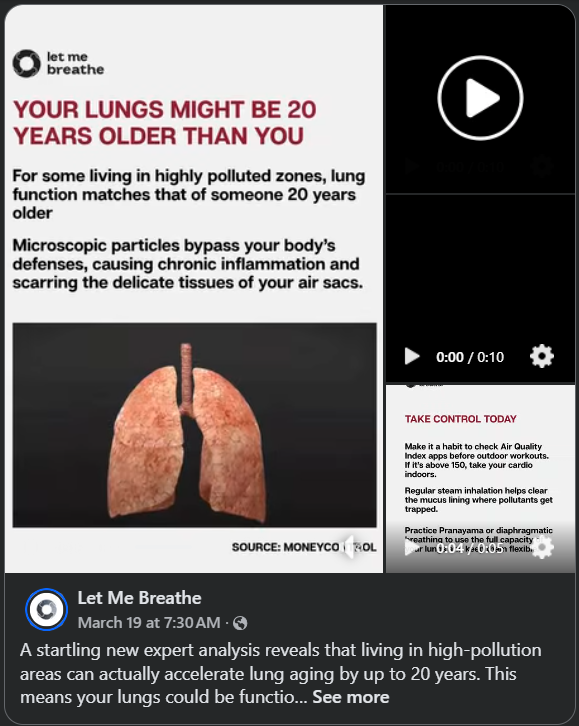 let me
breathe
YOUR LUNGS MIGHT BE 20
YEARS OLDER THAN YOU
For some living in highly polluted zones, lung
function matches that of someone 20 years
older
Microscopic particles bypass your body's
defenses, causing chronic inflammation and
scarring the delicate tissues of your air sacs.
SOURCE:
0:00 / 0:10
TAKE CONTROL TODAY
Make it a habit to check Air Quality
Index apps before outdoor workouts.
If it's above 150, take your cardio
indoors.
Regular steam inhalation helps clear
the mucus lining where pollutants get
trapped.
Practice Pranayama or diaphragmatic
breathing to use the full capacity
0:04 / 0:05
Let Me Breathe
March 19 at 7:30 AM ·
A startling new expert analysis reveals that living in high-pollution
areas can actually accelerate lung aging by up to 20 years. This
means your lungs could be functio... See more